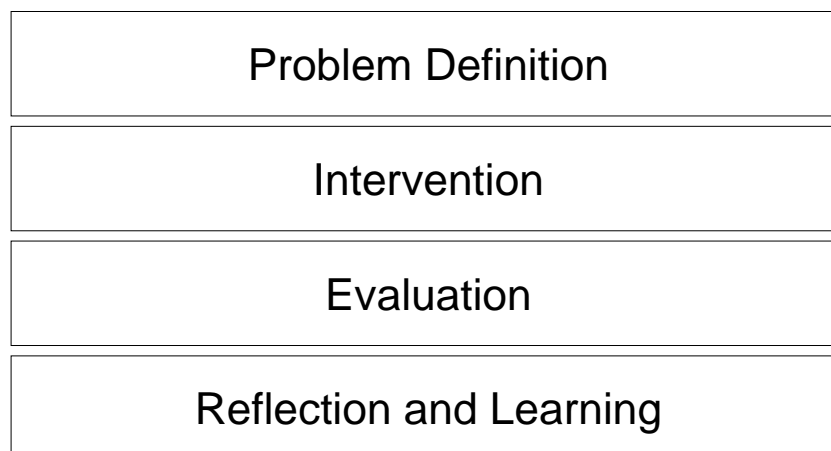 Problem Definition
Intervention
Evaluation
Reflection and Learning